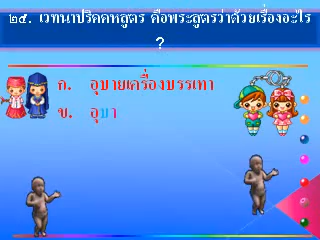 ๒๕. เวทนาปริคคหสูตร คือพระสูตรว่าด้วยเรื่องอะไร
?
ก. อุบายเครื่องบรรเทา
ข. อุบา